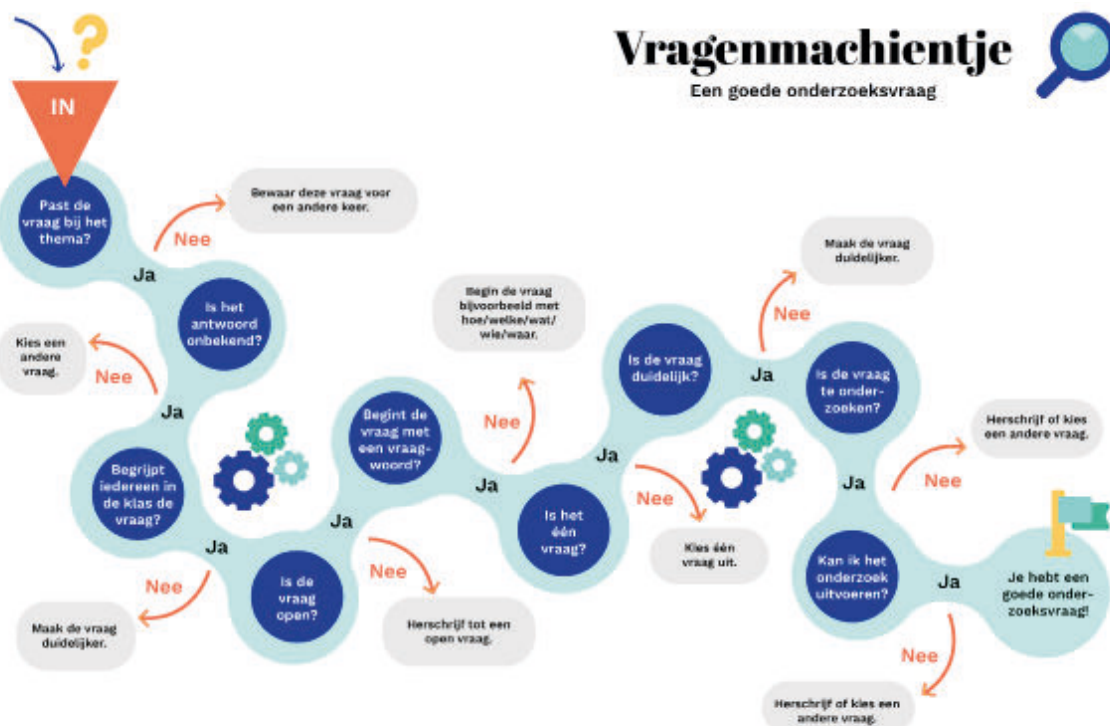 ?
Vragenmachientje
Een goede onderzoeksvraag
IN
Past de
vraag bij het
thema?
Nee
Bewaar deze vraag voor
een andere keer.
Ja
Is het
antwoord
onbekend?
Nee
Kies een
andere
vraag.
Ja
Begrijpt
iedereen in
de klas de
vraag?
Nee
Maak de vraag
duidelijker.
Ja
Is de
vraag
open?
Nee
Herschrijf tot een
open vraag.
Ja
Begint de
vraag met
een vraag-
woord?
Nee
Begin de vraag
bijvoorbeeld met
hoe/welke/wat/
wie/waar.
Ja
Is het
één
vraag?
Nee
Kies één
vraag uit.
Ja
Is de vraag
duidelijk?
Nee
Maak de vraag
duidelijker.
Ja
Is de vraag
te onder-
zoeken?
Nee
Herschrijf of kies
een andere vraag.
Ja
Kan ik het
onderzoek
uitvoeren?
Nee
Herschrijf of kies een
andere vraag.
Ja
Je hebt een
goede onder-
zoeksvraag!